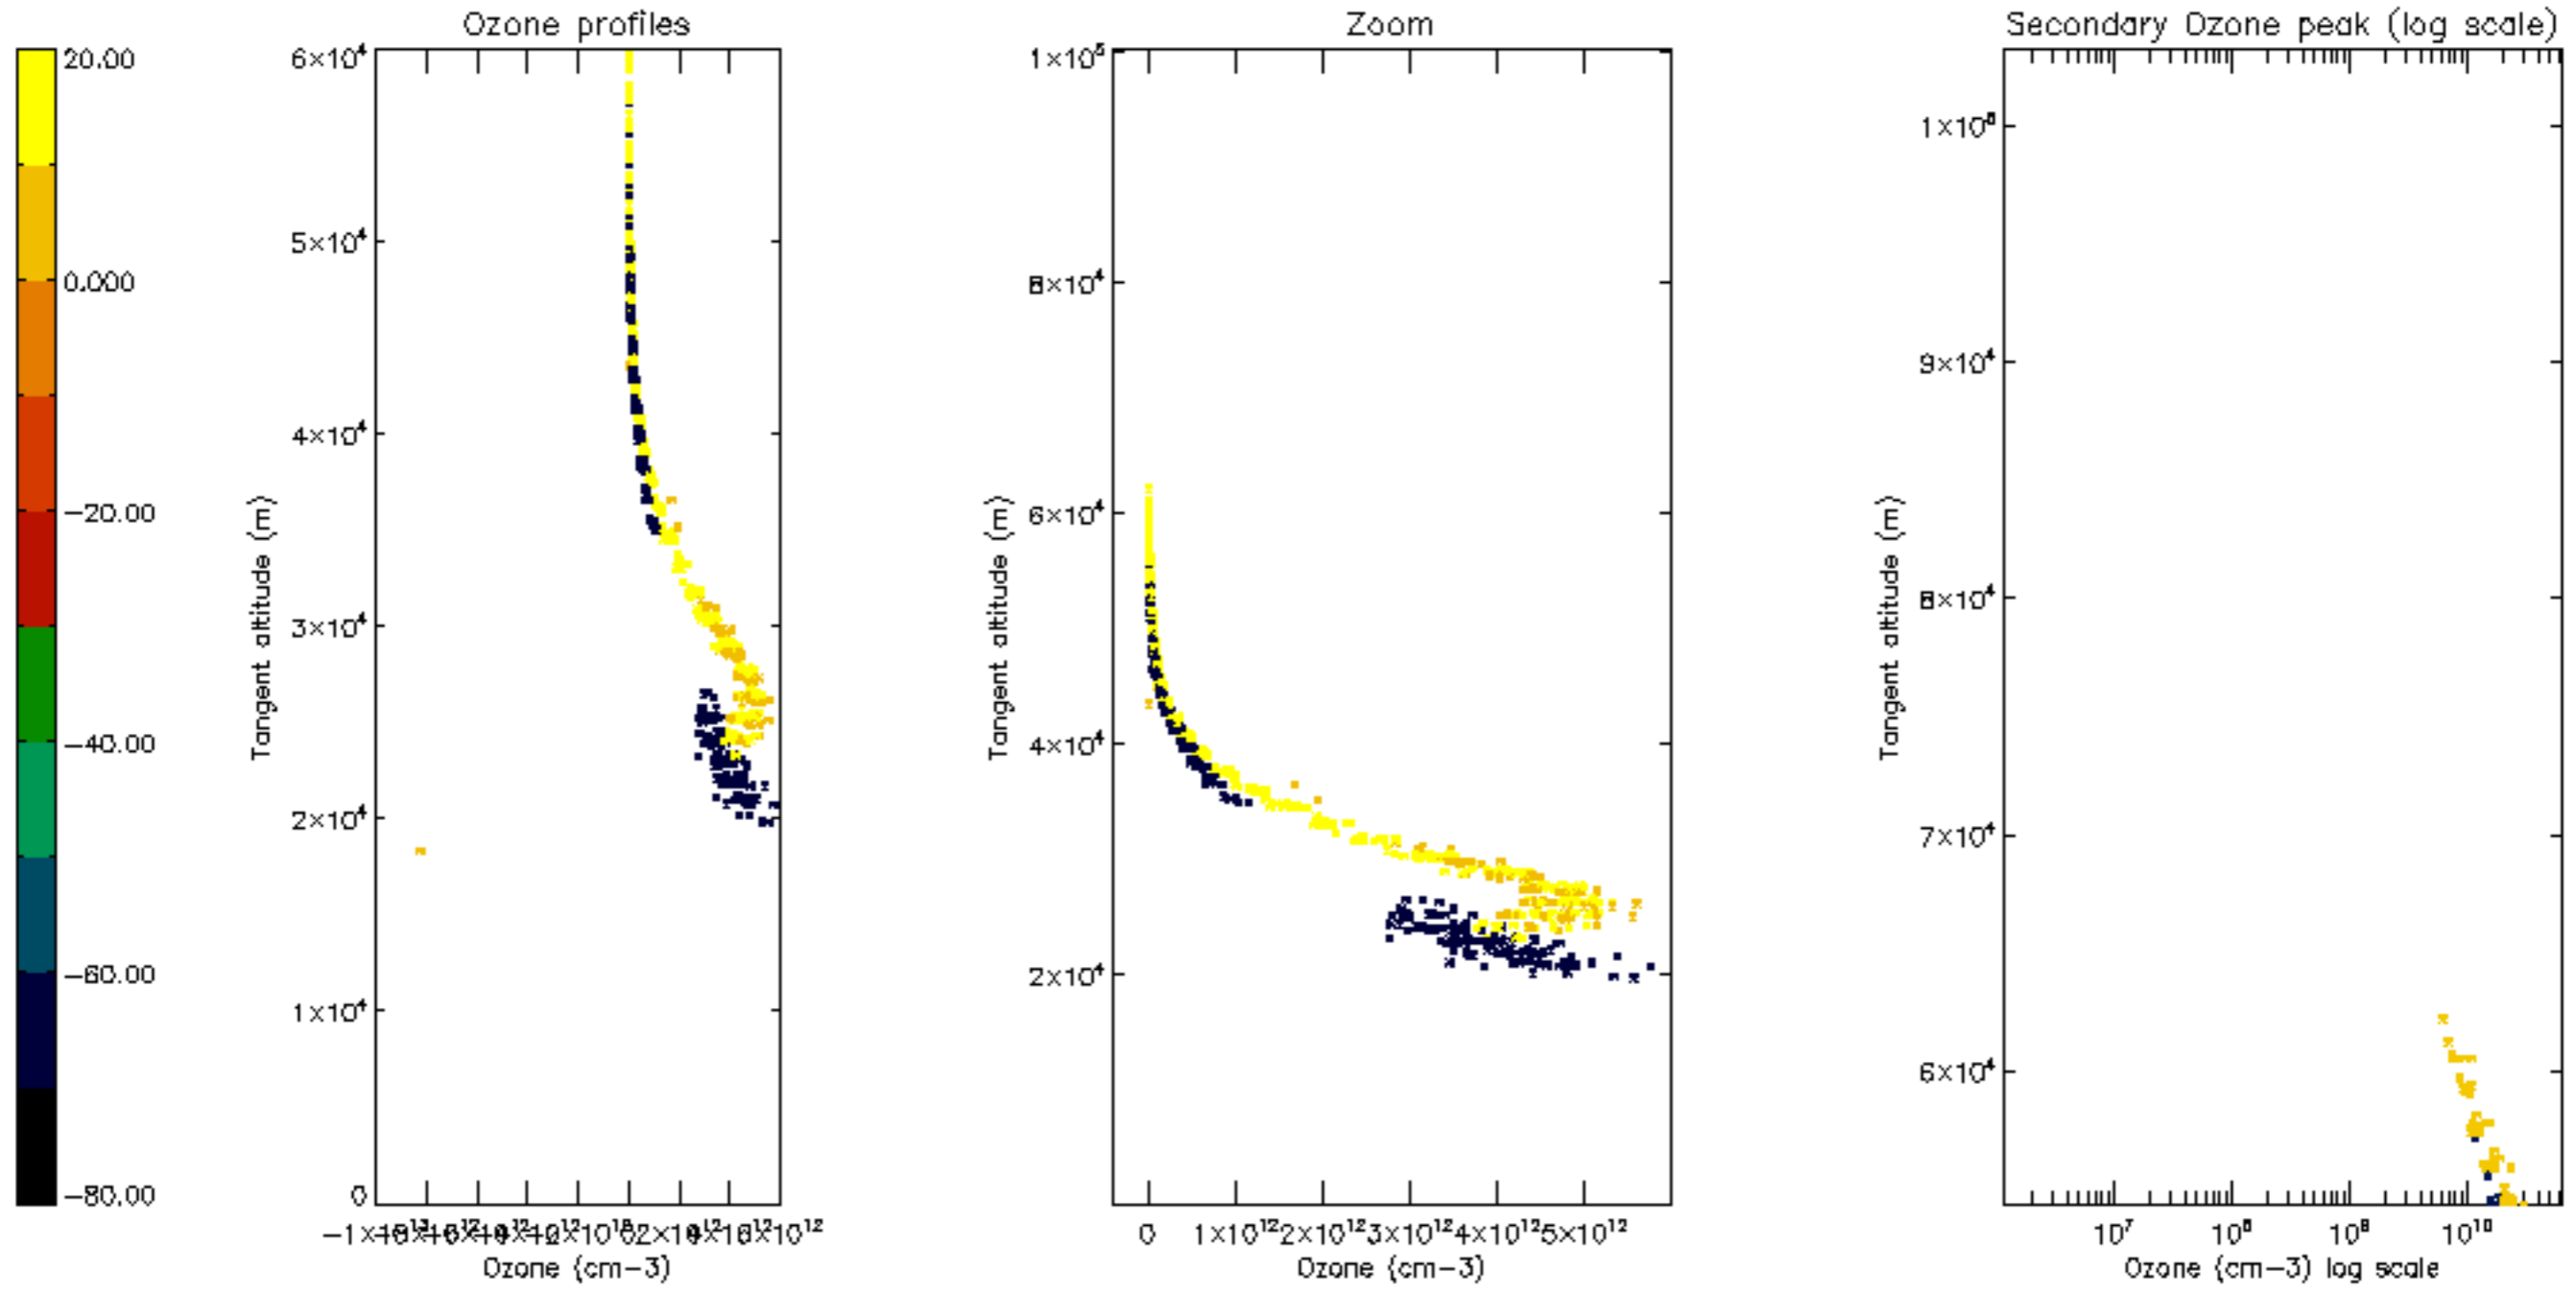 Ozone profiles
Zoom
Secondary Ozone peak (log scale)
20.00
0.000
−20.00
−40.00
−60.00
−80.00
6×10⁴
5×10⁴
4×10⁴
3×10⁴
2×10⁴
1×10⁴
0
Tangent altitude (m)
Ozone (cm−3)
1×10⁵
8×10⁴
6×10⁴
4×10⁴
2×10⁴
Tangent altitude (m)
0 1×10¹² 2×10¹² 3×10¹² 4×10¹² 5×10¹²
Ozone (cm−3)
1×10⁵
9×10⁴
8×10⁴
7×10⁴
6×10⁴
Tangent altitude (m)
10⁷ 10⁸ 10⁹ 10¹⁰
Ozone (cm−3) log scale